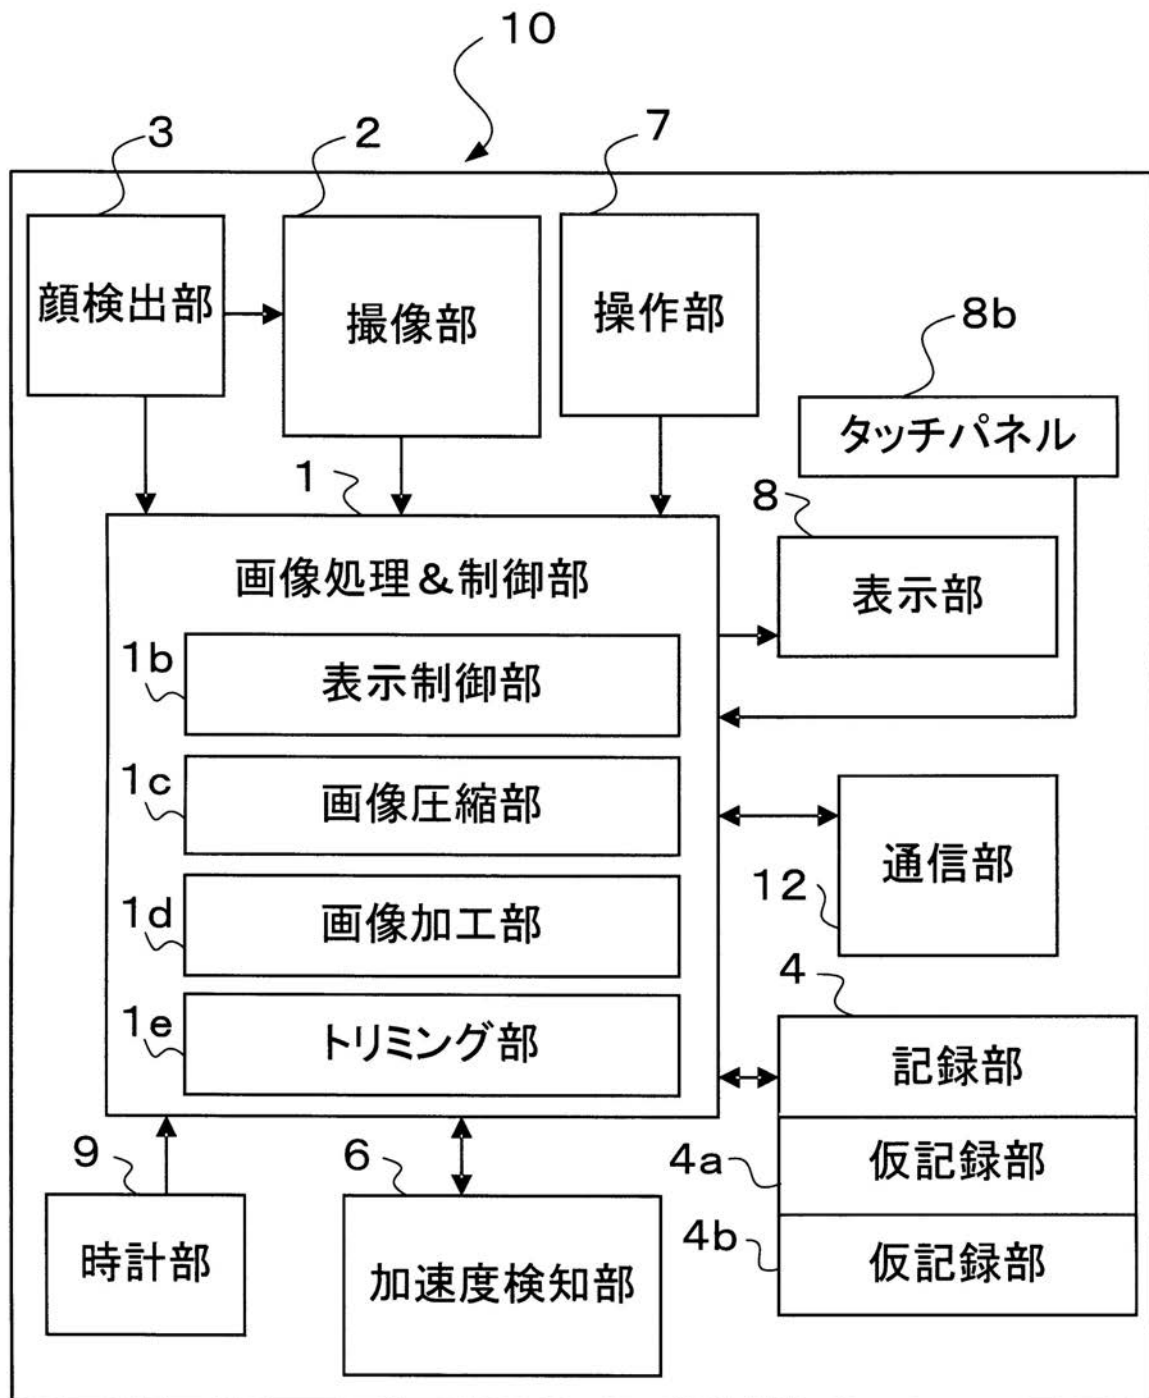 10
3
2
7
顔検出部
撮像部
操作部
8b
タッチパネル
1
8
画像処理&制御部
表示部
1b
表示制御部
1c
画像圧縮部
通信部
12
1d
画像加工部
4
1e
トリミング部
記録部
9
6
4a
仮記録部
時計部
加速度検知部
4b
仮記録部